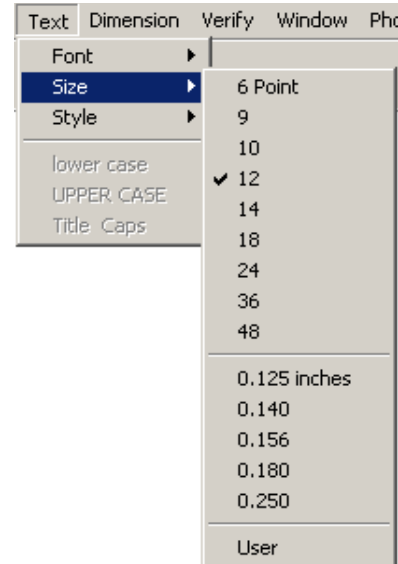 Text Dimension Verify Window Pho
Font
Size
Style
lower case
UPPER CASE
Title Caps
6 Point
9
10
12
14
18
24
36
48
0.125 inches
0.140
0.156
0.180
0.250
User